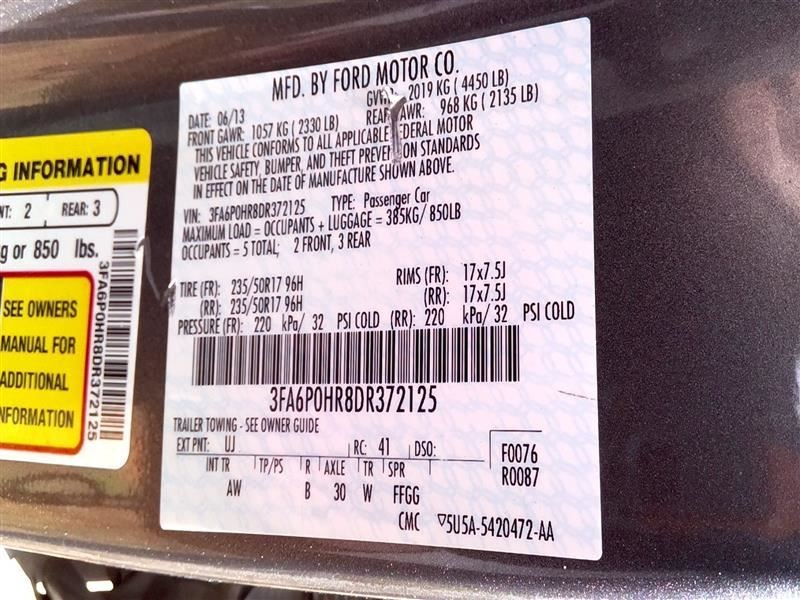 MFD. BY FORD MOTOR CO.
DATE: 06/13 2019 KG ( 4450 LB)
FRONT GAWR: 1057 KG ( 2330 LB) 968 KG ( 2135 LB)
THIS VEHICLE CONFORMS TO ALL APPLICABLE MOTOR
VEHICLE SAFETY, BUMPER, AND THEFT STANDARDS
IN EFFECT ON THE DATE OF MANUFACTURE SHOWN ABOVE.
VIN: 3FA6P0HR8DR372125 TYPE: Passenger Car
MAXIMUM LOAD = OCCUPANTS + LUGGAGE = 385KG/ 850LB
OCCUPANTS = 5 TOTAL; 2 FRONT, 3 REAR
TIRE (FR): 235/50R17 96H RIMS (FR): 17x7.5J
(RR): 235/50R17 96H (RR): 17x7.5J
PRESSURE (FR): 220 kPa/ 32 PSI COLD (RR): 220 kPa/ 32 PSI COLD
3FA6P0HR8DR372125
TRAILER TOWING - SEE OWNER GUIDE
EXT PNT: UJ RC: 41 DSO: F0076
R0087
INT TR TP/PS R AXLE TR SPR
AW B 30 W FFGG
CMC ▽5U5A-5420472-AA
INFORMATION
2 REAR: 3
or 850 lbs.
3FA6P0HR8DR372125
SEE OWNERS
MANUAL FOR
ADDITIONAL
INFORMATION